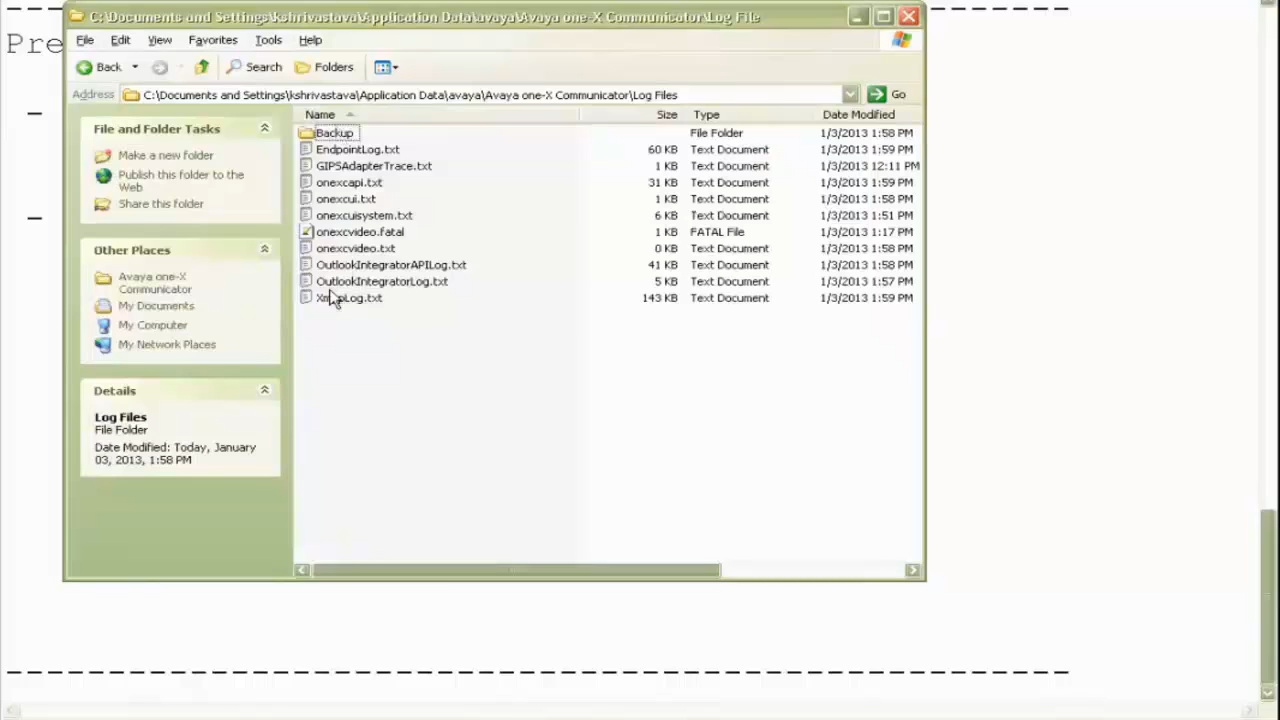 C:\Documents and Settings\kshrivastava\Application Data\avaya\Avaya one-X Communicator\Log File
Pre
File Edit View Favorites Tools Help
Back Search Folders
Address C:\Documents and Settings\kshrivastava\Application Data\avaya\Avaya one-X Communicator\Log Files Go
Name Size Type Date Modified
File and Folder Tasks
Make a new folder
Publish this folder to the
Web
Share this folder
Other Places
Avaya one-X
Communicator
My Documents
My Computer
My Network Places
Details
Log Files
File Folder
Date Modified: Today, January
03, 2013, 1:58 PM
Backup File Folder 1/3/2013 1:58 PM
EndpointLog.txt 60 KB Text Document 1/3/2013 1:59 PM
GIPSAdapterTrace.txt 1 KB Text Document 1/3/2013 12:11 PM
onexcapi.txt 31 KB Text Document 1/3/2013 1:59 PM
onexcui.txt 1 KB Text Document 1/3/2013 1:58 PM
onexcuisystem.txt 6 KB Text Document 1/3/2013 1:51 PM
onexcvideo.fatal 1 KB FATAL File 1/3/2013 1:17 PM
onexcvideo.txt 0 KB Text Document 1/3/2013 1:58 PM
OutlookIntegratorAPILog.txt 41 KB Text Document 1/3/2013 1:58 PM
OutlookIntegratorLog.txt 5 KB Text Document 1/3/2013 1:57 PM
143 KB Text Document 1/3/2013 1:59 PM